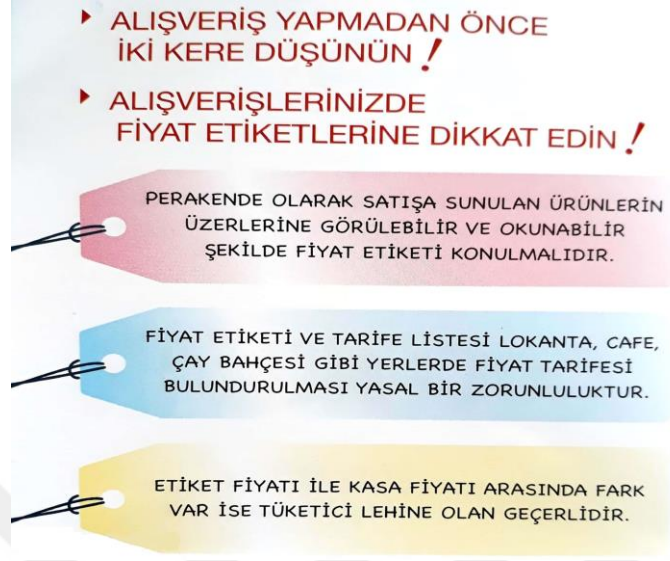 ALIŞVERİŞ YAPMADAN ÖNCE
İKİ KERE DÜŞÜNÜN !
ALIŞVERİŞLERİNİZDE
FİYAT ETİKETLERİNE DİKKAT EDİN !
PERAKENDE OLARAK SATIŞA SUNULAN ÜRÜNLERİN
ÜZERLERİNE GÖRÜLEBİLİR VE OKUNABİLİR
ŞEKİLDE FİYAT ETİKETİ KONULMALIDIR.
FİYAT ETİKETİ VE TARİFE LİSTESİ LOKANTA, CAFE,
ÇAY BAHÇESİ GİBİ YERLERDE FİYAT TARİFESİ
BULUNDURULMASI YASAL BİR ZORUNLULUKTUR.
ETİKET FİYATI İLE KASA FİYATI ARASINDA FARK
VAR İSE TÜKETİCİ LEHİNE OLAN GEÇERLİDİR.